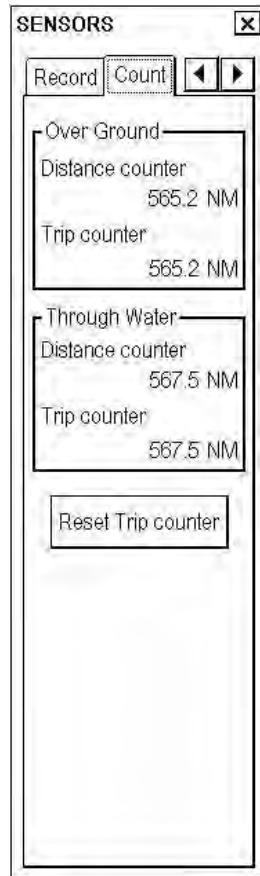 SENSORS
Record Count
Over Ground
Distance counter
565.2 NM
Trip counter
565.2 NM
Through Water
Distance counter
567.5 NM
Trip counter
567.5 NM
Reset Trip counter